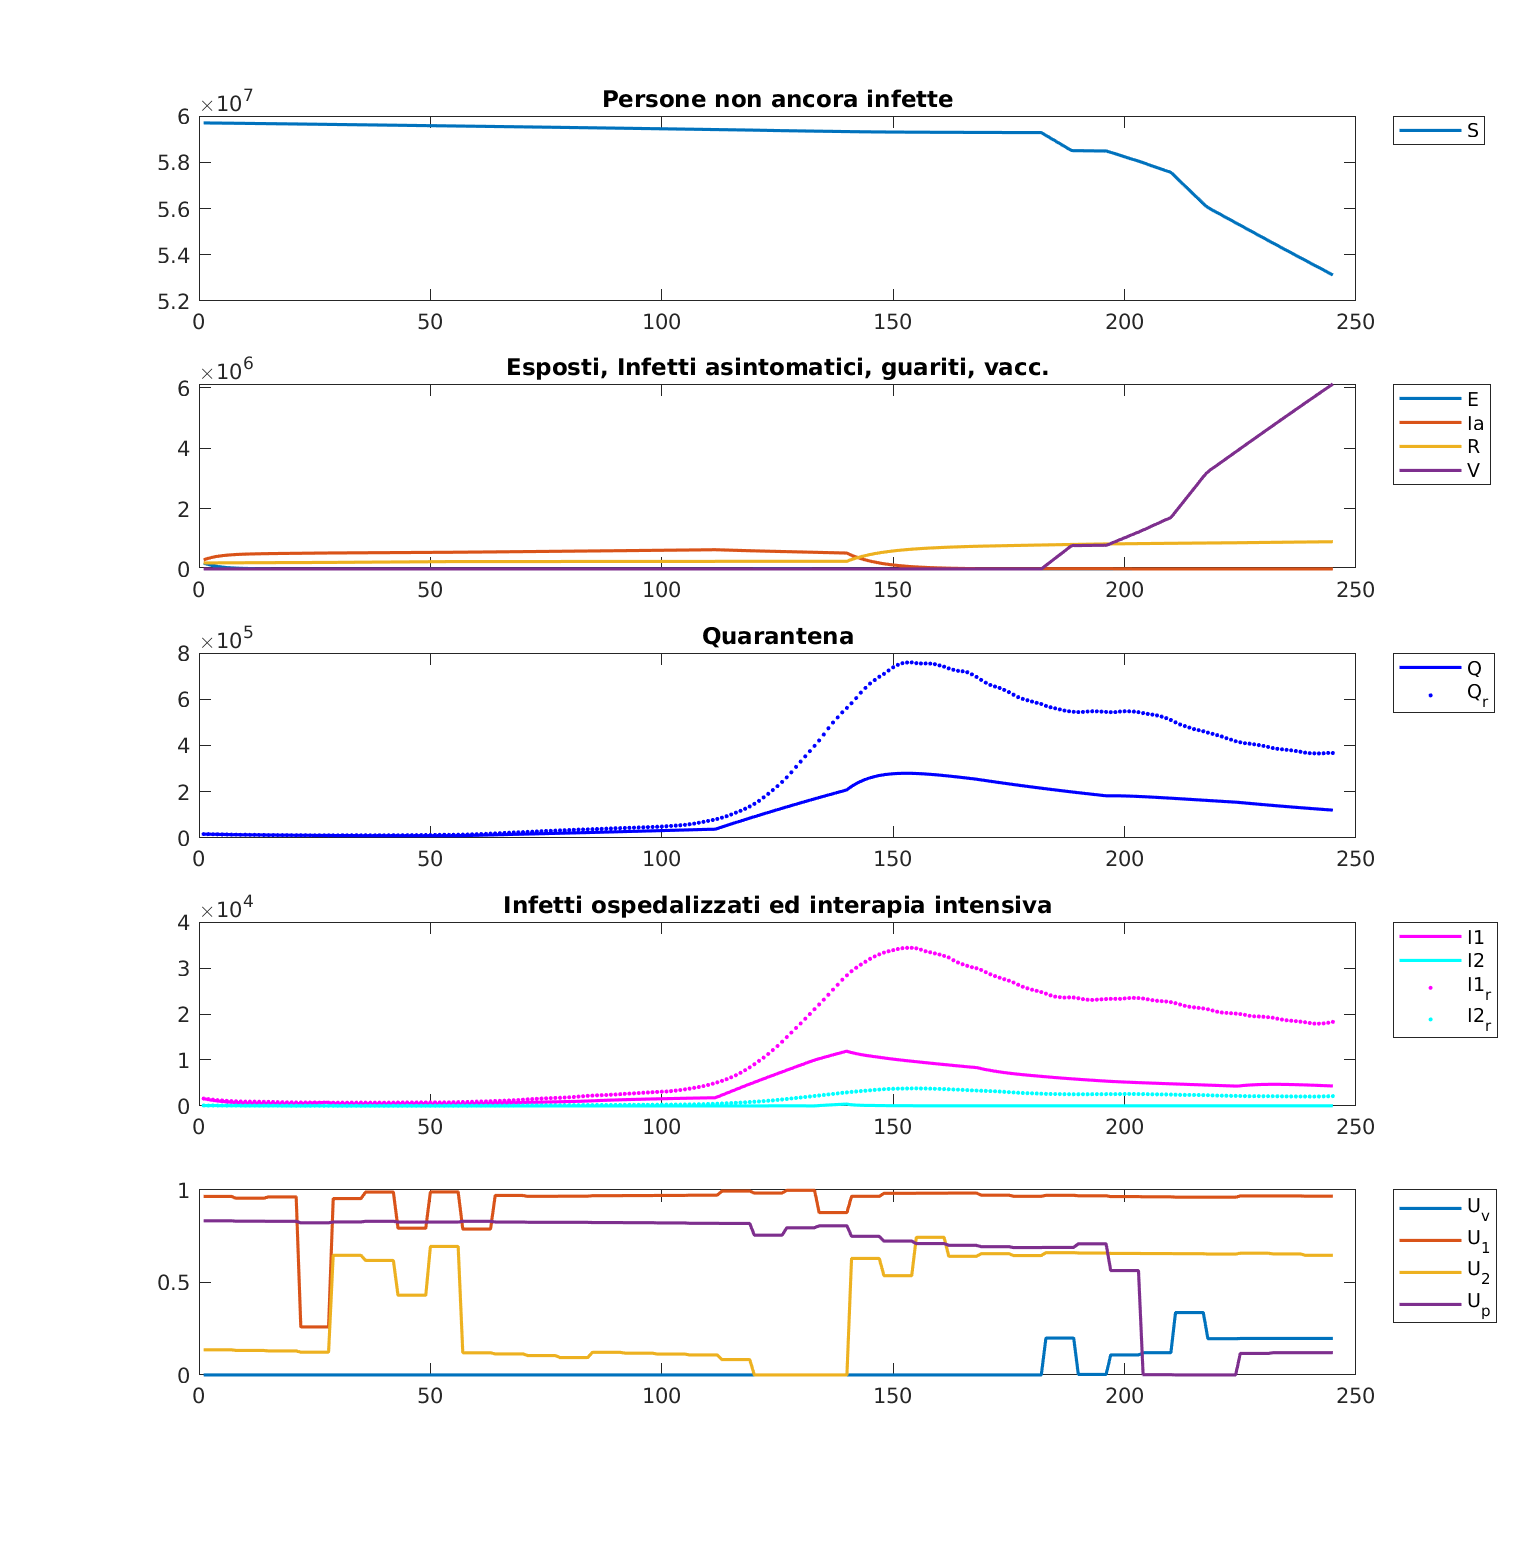 Persone non ancora infette
×10^7
6
5.8
5.6
5.4
5.2
0 50 100 150 200 250
S
Esposti, Infetti asintomatici, guariti, vacc.
×10^6
6
4
2
0
0 50 100 150 200 250
E
Ia
R
V
Quarantena
×10^5
8
6
4
2
0
0 50 100 150 200 250
Q
Q_r
Infetti ospedalizzati ed interapia intensiva
×10^4
4
3
2
1
0
0 50 100 150 200 250
I1
I2
I1_r
I2_r
1
0.5
0
0 50 100 150 200 250
U_v
U_1
U_2
U_p